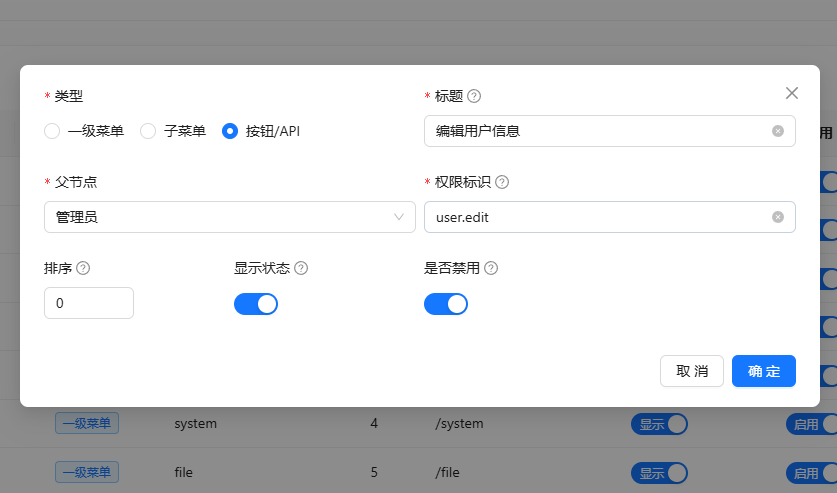 * 类型
* 标题
一级菜单 子菜单 按钮/API
编辑用户信息
用
* 父节点
* 权限标识
管理员
user.edit
排序 显示状态 是否禁用
0
取 消 确 定
一级菜单 system 4 /system 显示 启用
一级菜单 file 5 /file 显示 启用